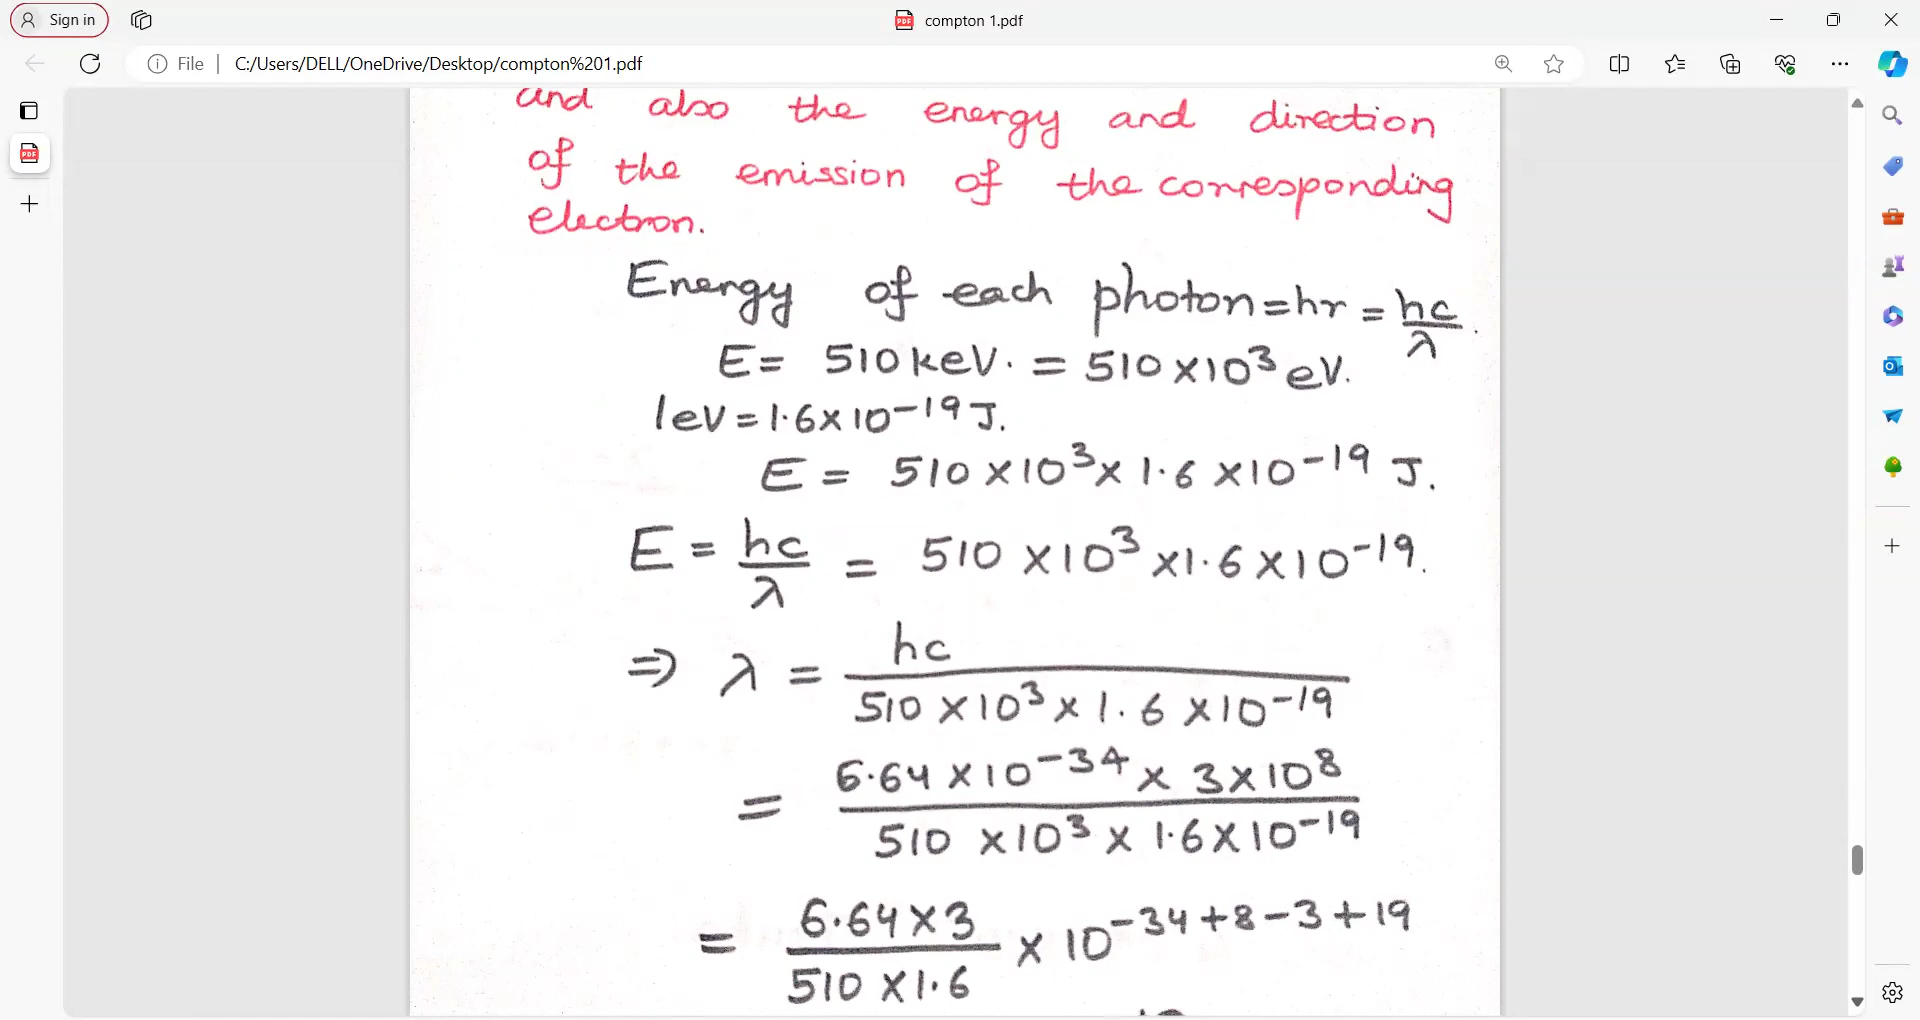 Sign in
compton 1.pdf
File | C:/Users/DELL/OneDrive/Desktop/compton%201.pdf
and also the energy and direction
of the emission of the corresponding
electron.
Energy of each photon = hr = hc/λ.
E = 510 keV. = 510 × 10³ eV.
1eV = 1.6 × 10⁻¹⁹ J.
E = 510 × 10³ × 1.6 × 10⁻¹⁹ J.
E = hc/λ = 510 × 10³ × 1.6 × 10⁻¹⁹.
⇒ λ = hc / (510 × 10³ × 1.6 × 10⁻¹⁹)
= (6.64 × 10⁻³⁴ × 3 × 10⁸) / (510 × 10³ × 1.6 × 10⁻¹⁹)
= (6.64 × 3) / (510 × 1.6) × 10⁻³⁴⁺⁸⁻³⁺¹⁹